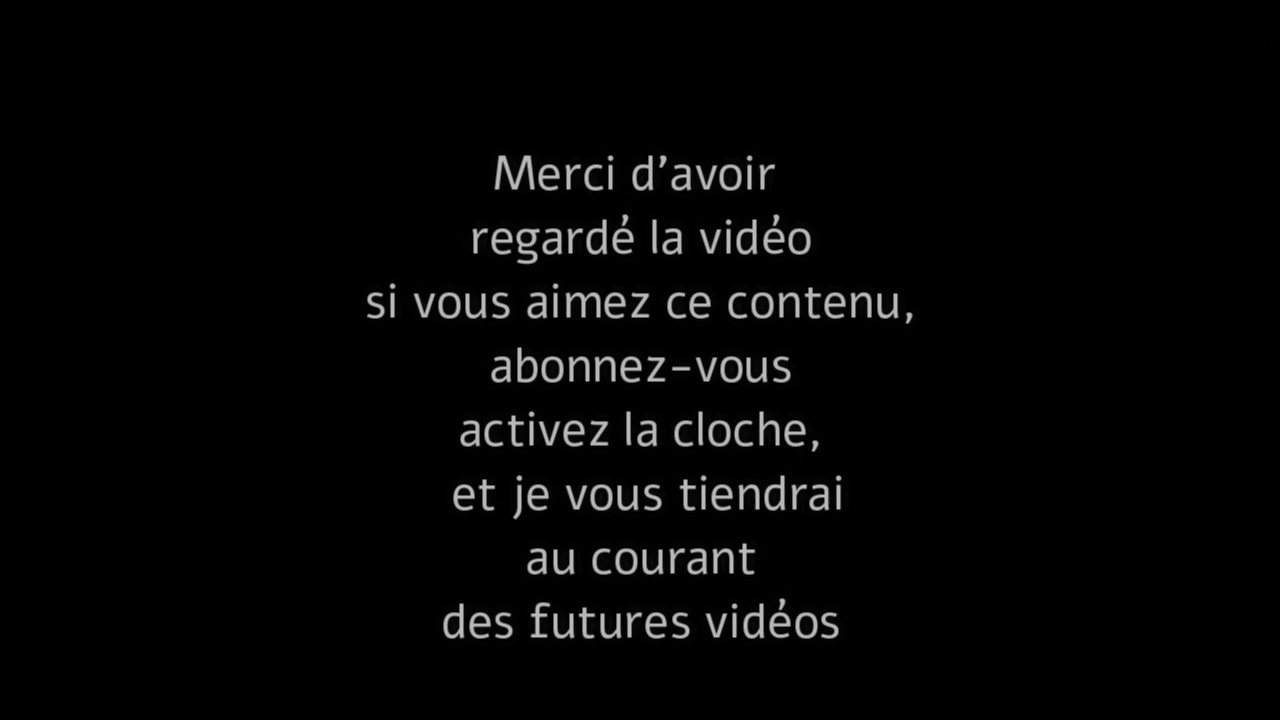 Merci d’avoir
regardé la vidéo
si vous aimez ce contenu,
abonnez-vous
activez la cloche,
et je vous tiendrai
au courant
des futures vidéos